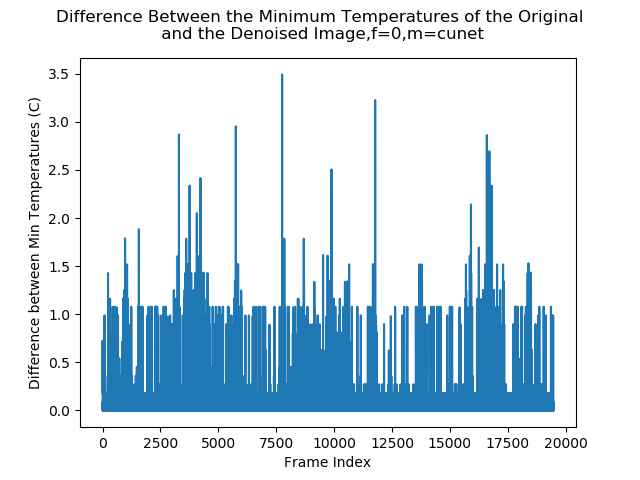 Difference Between the Minimum Temperatures of the Original
and the Denoised Image,f=0,m=cunet
Difference between Min Temperatures (C)
3.5
3.0
2.5
2.0
1.5
1.0
0.5
0.0
0 2500 5000 7500 10000 12500 15000 17500 20000
Frame Index